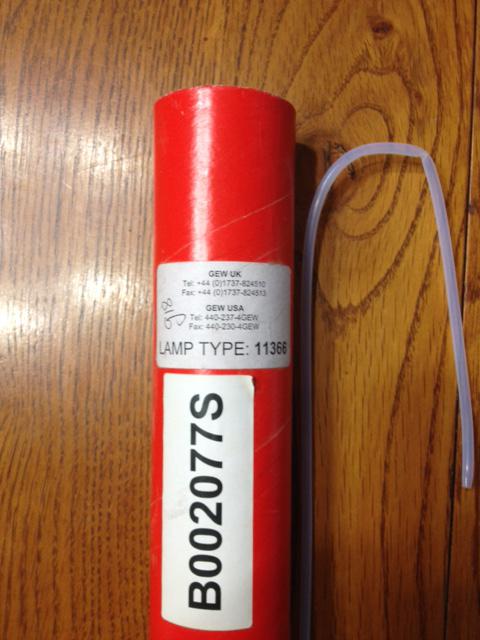 GEW UK
Tel: +44 (0)1737-824510
Fax: +44 (0)1737-824513
GEW USA
Tel: 440-237-4GEW
Fax: 440-230-4GEW
LAMP TYPE: 11366
B002077S